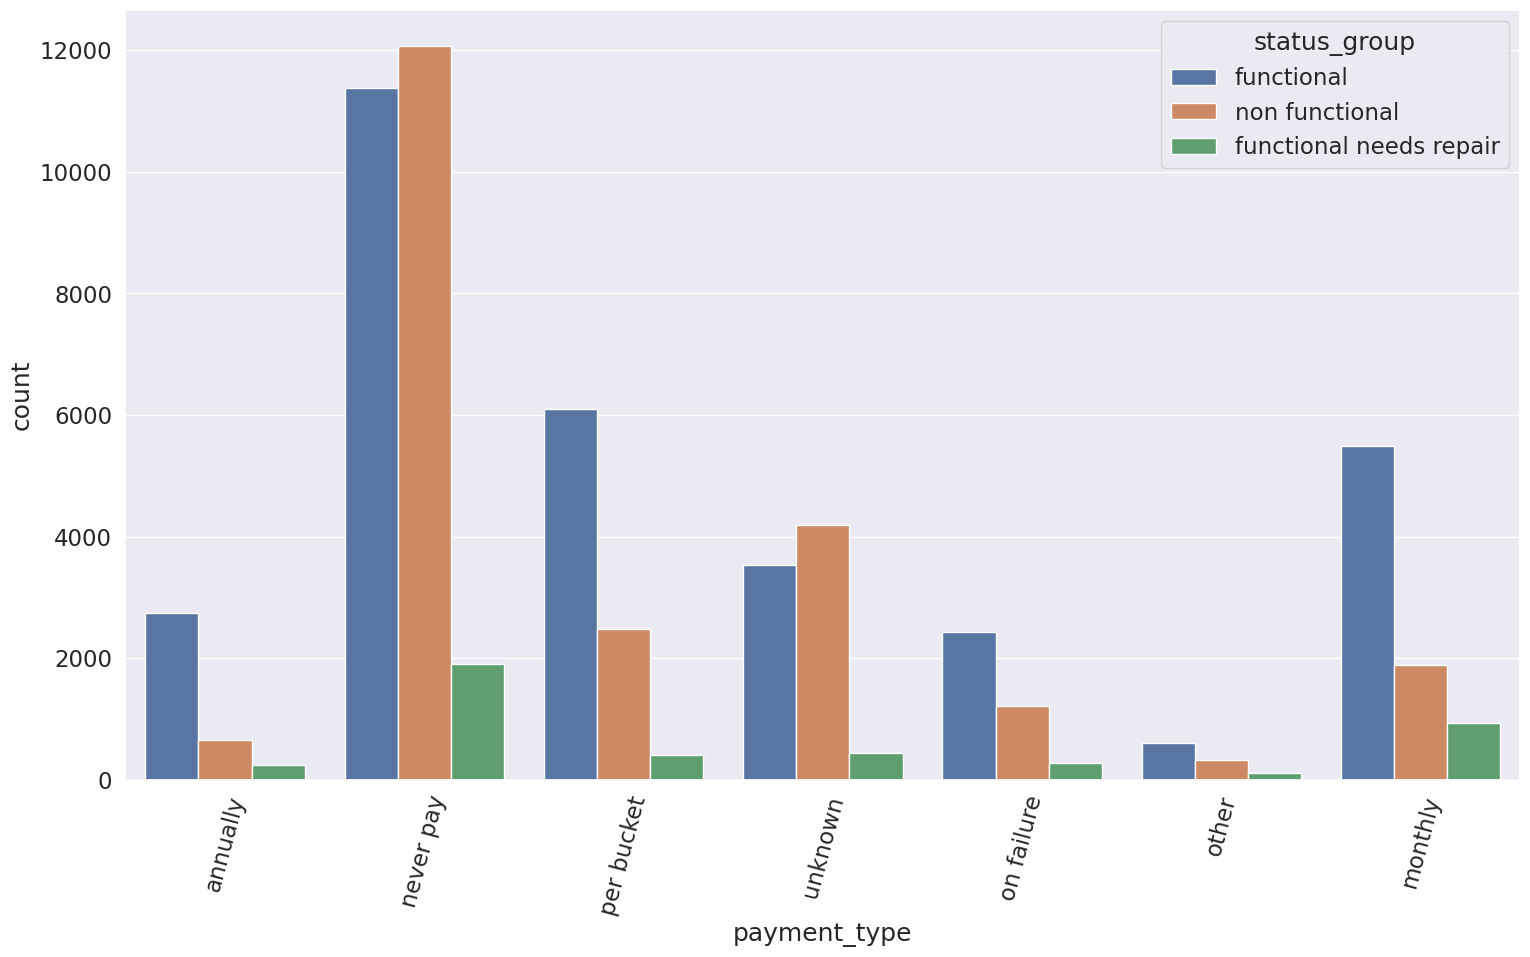 status_group
functional
non functional
functional needs repair
12000
10000
8000
6000
4000
2000
0
count
annually
never pay
per bucket
unknown
on failure
other
monthly
payment_type